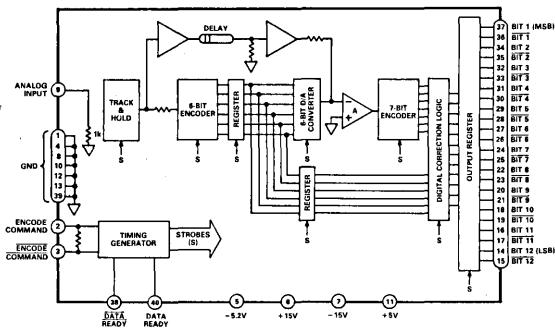 DELAY
ANALOG
INPUT
9
1k
TRACK &
HOLD
6-BIT
ENCODER
REGISTER
6-BIT D/A
CONVERTER
A
7-BIT
ENCODER
DIGITAL CORRECTION LOGIC
OUTPUT REGISTER
REGISTER
S
S
S
S
S
S
S
S
GND
1
4
8
10
12
13
39
ENCODE
COMMAND
2
ENCODE
COMMAND
3
TIMING
GENERATOR
STROBES
(S)
38
DATA
READY
40
DATA
READY
5
-5.2V
6
+15V
7
-15V
11
+5V
37 BIT 1 (MSB)
36 BIT 1
34 BIT 2
35 BIT 2
32 BIT 3
33 BIT 3
31 BIT 4
30 BIT 4
29 BIT 5
28 BIT 5
27 BIT 6
26 BIT 6
24 BIT 7
25 BIT 7
22 BIT 8
23 BIT 8
20 BIT 9
21 BIT 9
18 BIT 10
19 BIT 10
16 BIT 11
17 BIT 11
14 BIT 12 (LSB)
15 BIT 12